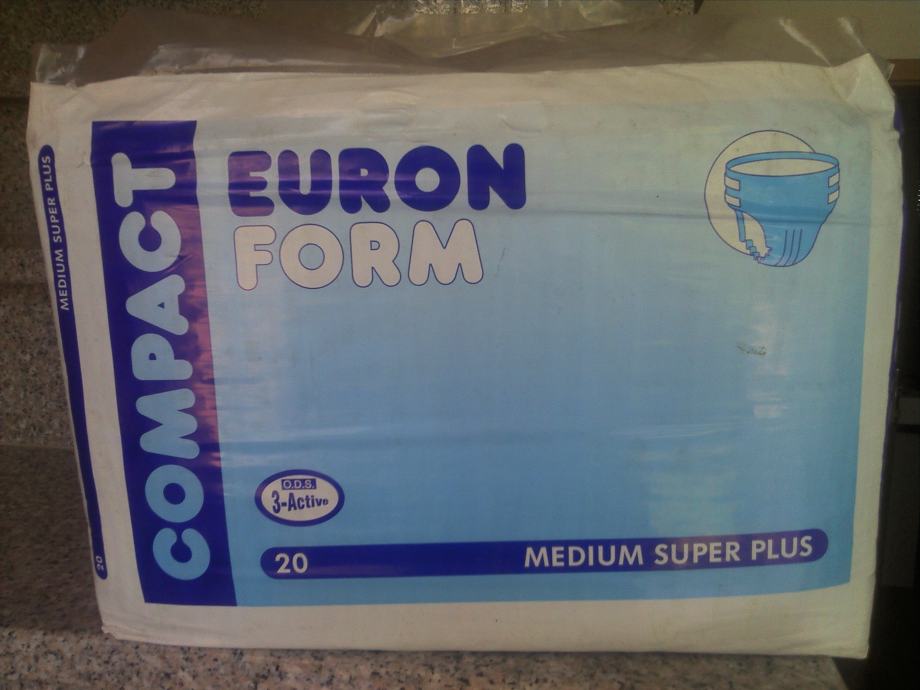 MEDIUM SUPER PLUS
20
COMPACT
EURON
FORM
O.D.S.
3-Active
20
MEDIUM SUPER PLUS